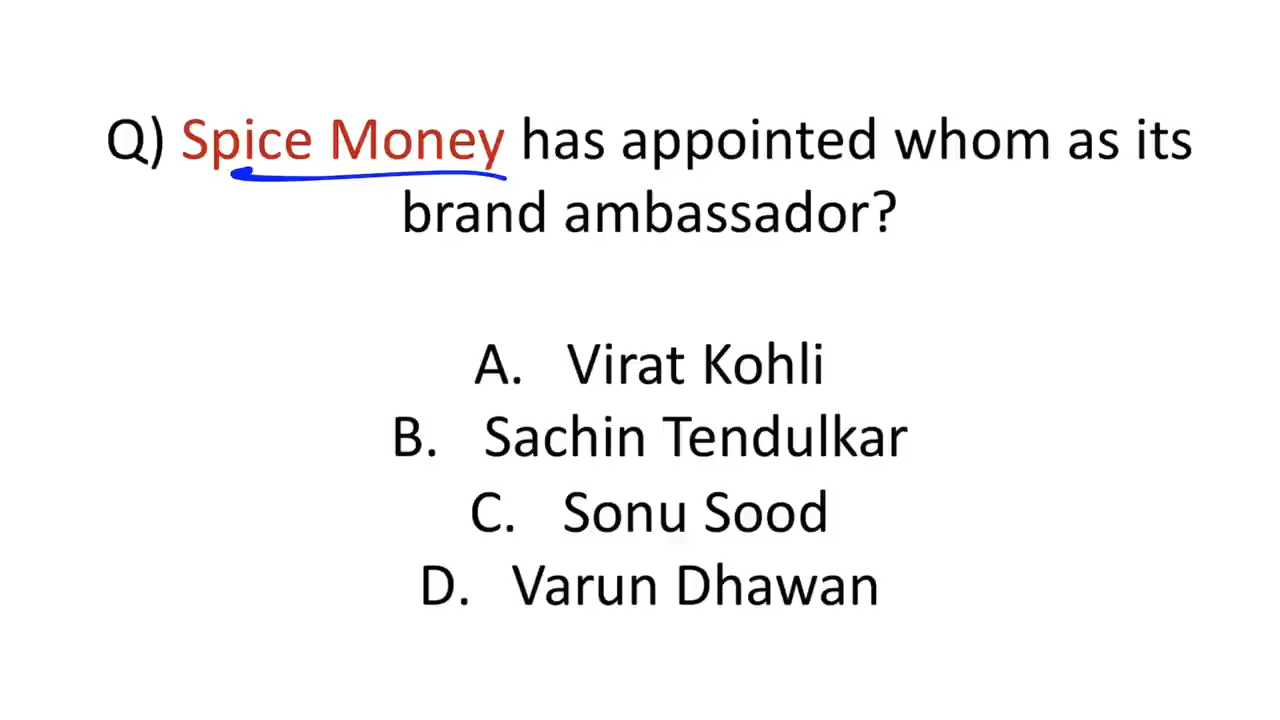 Q) Spice Money has appointed whom as its
brand ambassador?
A. Virat Kohli
B. Sachin Tendulkar
C. Sonu Sood
D. Varun Dhawan